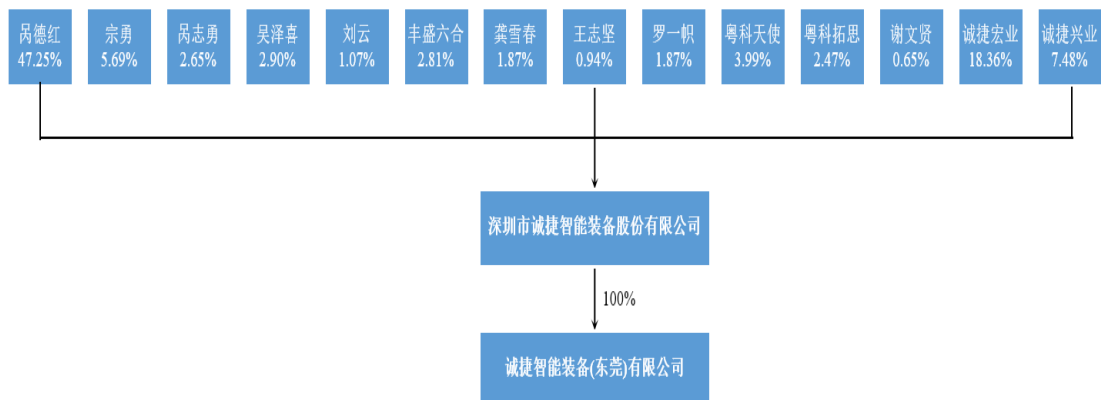 呙德红
47.25%
宗勇
5.69%
呙志勇
2.65%
吴泽喜
2.90%
刘云
1.07%
丰盛六合
2.81%
龚雪春
1.87%
王志坚
0.94%
罗一帜
1.87%
粤科天使
3.99%
粤科拓思
2.47%
谢文贤
0.65%
诚捷宏业
18.36%
诚捷兴业
7.48%
深圳市诚捷智能装备股份有限公司
100%
诚捷智能装备(东莞)有限公司